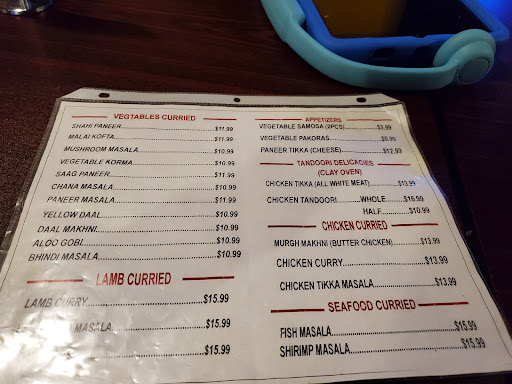 VEGTABLES CURRIED
SHAHI PANEER $11.99
MALAI KOFTA $11.99
MUSHROOM MASALA $10.99
VEGETABLE KORMA $10.99
SAAG PANEER $11.99
CHANA MASALA $10.99
PANEER MASALA $11.99
YELLOW DAAL $10.99
DAAL MAKHNI $10.99
ALOO GOBI $10.99
BHINDI MASALA $10.99
LAMB CURRIED
LAMB CURRY $15.99
MASALA $15.99
$15.99
APPETIZERS
VEGETABLE SAMOSA (2PCS) $3.99
VEGETABLE PAKORAS $5.99
PANEER TIKKA (CHEESE) $12.99
TANDOORI DELICACIES
(CLAY OVEN)
CHICKEN TIKKA (ALL WHITE MEAT) $13.99
CHICKEN TANDOORI WHOLE $16.99
HALF $10.99
CHICKEN CURRIED
MURGH MAKHNI (BUTTER CHICKEN) $13.99
CHICKEN CURRY $13.99
CHICKEN TIKKA MASALA $13.99
SEAFOOD CURRIED
FISH MASALA $15.99
SHIRIMP MASALA $15.99